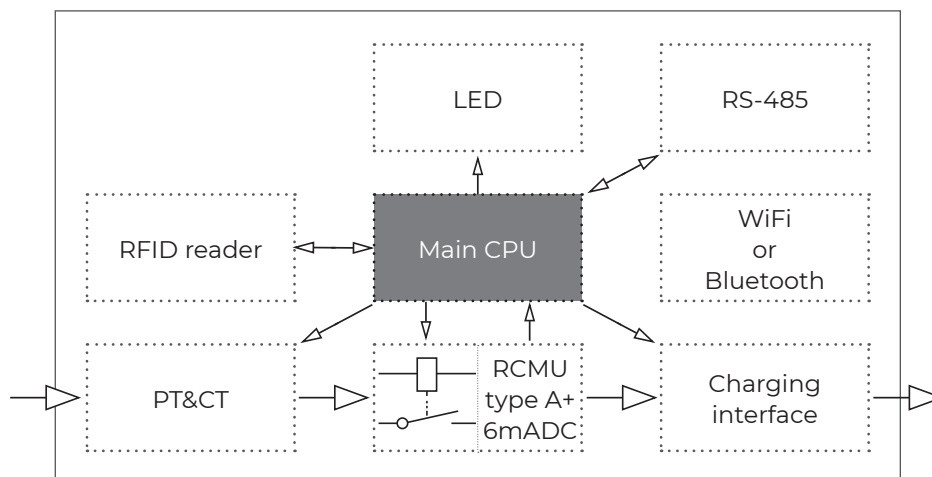 LED
RS-485
RFID reader
Main CPU
WiFi
or
Bluetooth
PT&CT
RCMU
type A+
6mADC
Charging
interface